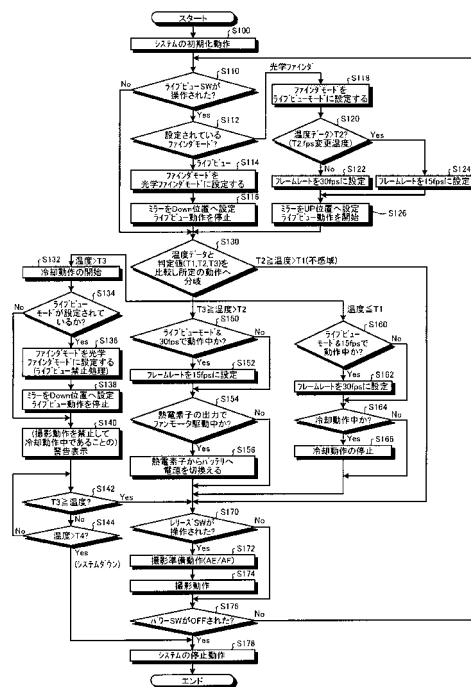 スタート
S100
システムの初期化動作
S110
ライブビューSWが
操作された?
No
Yes
光学ファインダ
S112
設定されている
ファインダモード?
ライブビュー
S114
ファインダモードを
光学ファインダモードに設定する
S116
ミラーをDown位置へ設定
ライブビュー動作を停止
S118
ファインダモードを
ライブビューモードに設定する
S120
温度データ>T2?
(T2:fps変更温度)
Yes
No
S122
フレームレートを30fpsに設定
S124
フレームレートを15fpsに設定
ミラーをUP位置へ設定
ライブビュー動作を開始
S126
S130
温度データと
判定値(T1,T2,T3)を
比較し所定の動作へ
分岐
T2≧温度>T1(不感域)
温度>T3
S132
冷却動作の開始
S134
ライブビュー
モードが設定されて
いるか?
No
Yes
S136
ファインダモードを光学
ファインダモードに設定する
(ライブビュー禁止処理)
S138
ミラーをDown位置へ設定
ライブビュー動作を停止
S140
(撮影動作を禁止して
冷却動作中であることの)
警告表示
S142
T3≧温度?
Yes
No
S144
温度>T4?
No
Yes
(システムダウン)
T3≧温度>T2
S150
ライブビューモード&
30fpsで動作中か?
No
Yes
S152
フレームレートを15fpsに設定
S154
熱電素子の出力で
ファンモータ駆動中か?
No
Yes
S156
熱電素子からバッテリへ
電源を切換える
温度≦T1
S160
ライブビュー
モード&15fpsで
動作中か?
No
Yes
S162
フレームレートを30fpsに設定
S164
冷却動作中か?
No
Yes
S166
冷却動作の停止
S170
レリーズSWが
操作された?
No
Yes
S172
撮影準備動作(AE/AF)
S174
撮影動作
S176
パワーSWがOFFされた?
No
Yes
S178
システムの停止動作
エンド